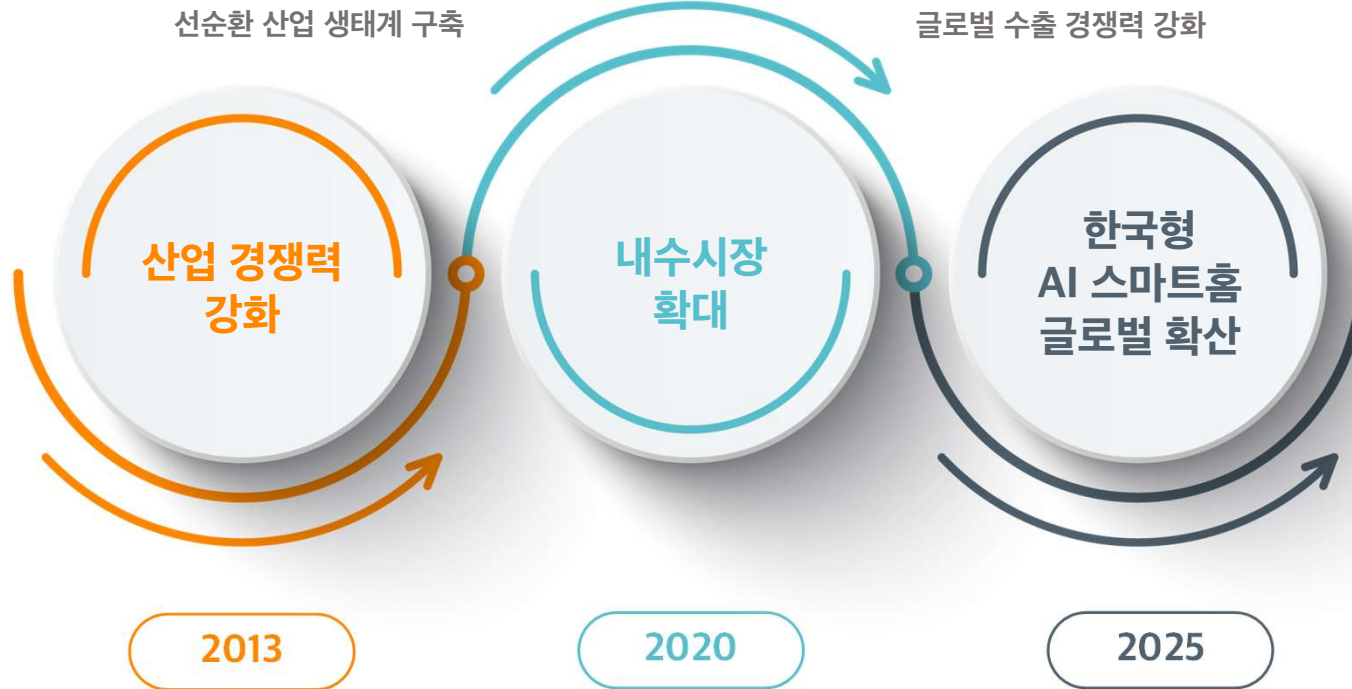 선순환 산업 생태계 구축
글로벌 수출 경쟁력 강화
산업 경쟁력
강화
내수시장
확대
한국형
AI 스마트홈
글로벌 확산
2013
2020
2025